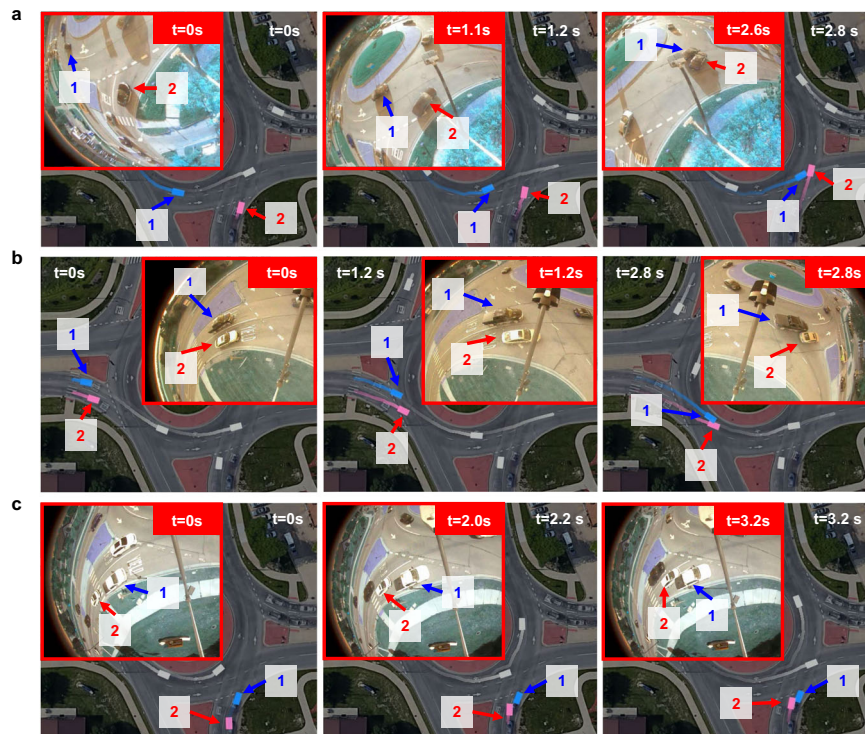 a
t=0s t=0s t=1.1s t=1.2 s t=2.6s t=2.8 s
1 2 1 2 1 2
1 2 1 2 1 2
b
t=0s t=0s t=1.2 s t=1.2s t=2.8 s t=2.8s
1 2 1 2 1 2
1 2 1 2 1 2
c
t=0s t=0s t=2.0s t=2.2 s t=3.2s t=3.2 s
1 2 2 1 2 1
2 1 2 1 2 1